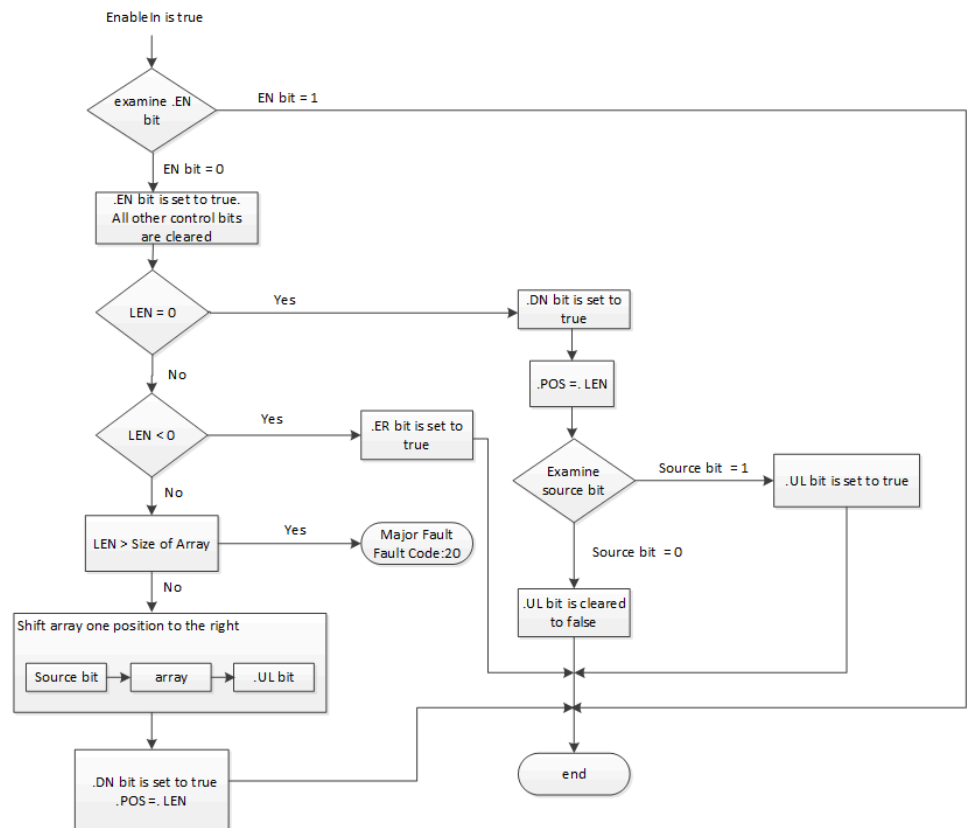 EnableIn is true
examine .EN
bit
EN bit = 1
EN bit = 0
.EN bit is set to true.
All other control bits
are cleared
LEN = 0
Yes
.DN bit is set to
true
No
.POS =. LEN
LEN < 0
Yes
.ER bit is set to
true
Examine
source bit
Source bit = 1
.UL bit is set to true
No
LEN > Size of Array
Yes
Major Fault
Fault Code:20
Source bit = 0
No
.UL bit is cleared
to false
Shift array one position to the right
Source bit
array
.UL bit
.DN bit is set to true
.POS =. LEN
end